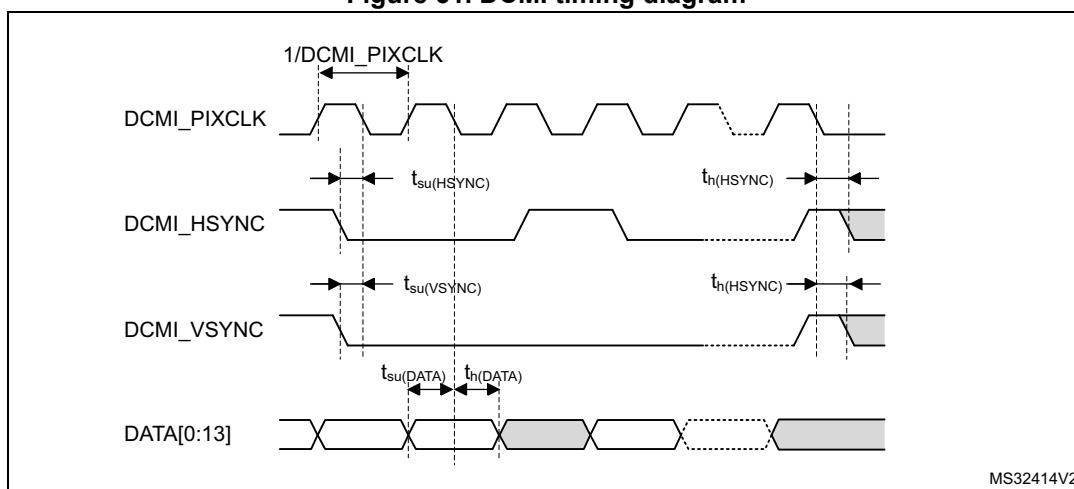 Figure 31. DCMI timing diagram
1/DCMI_PIXCLK
DCMI_PIXCLK
tsu(HSYNC)
th(HSYNC)
DCMI_HSYNC
tsu(VSYNC)
th(HSYNC)
DCMI_VSYNC
tsu(DATA)
th(DATA)
DATA[0:13]
MS32414V2